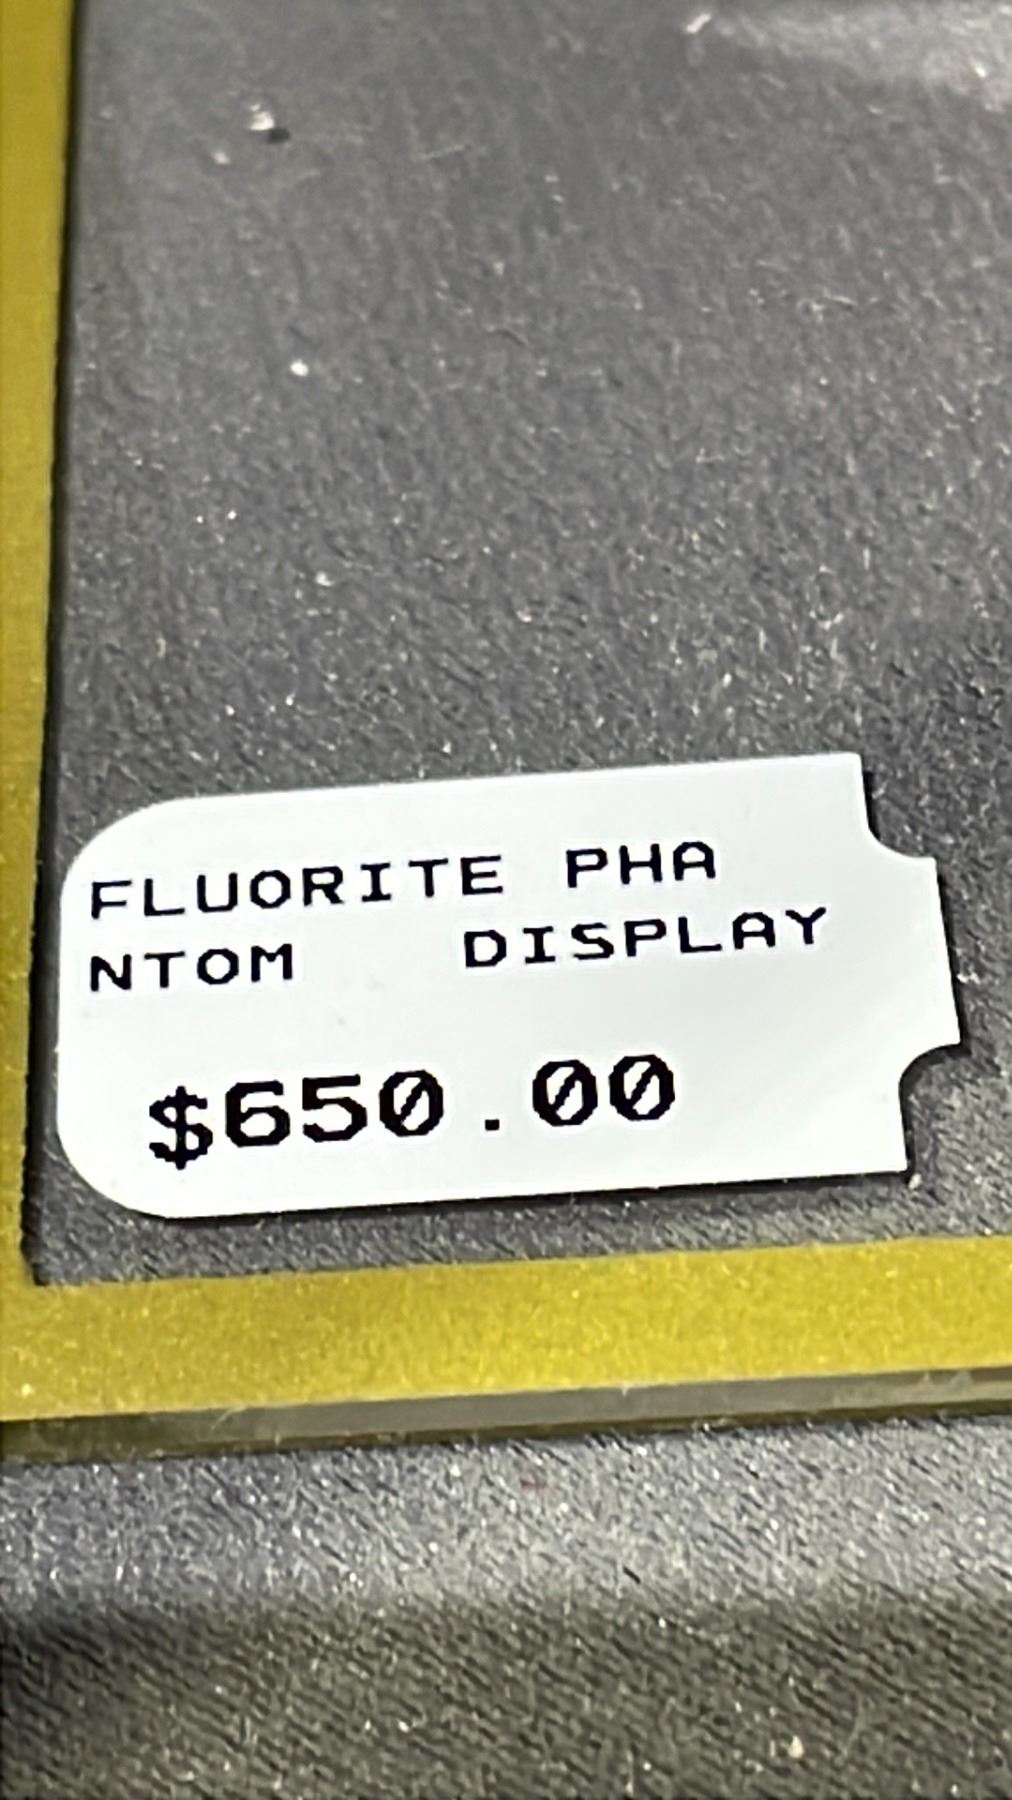 FLUORITE PHA
NTOM DISPLAY
$650.00